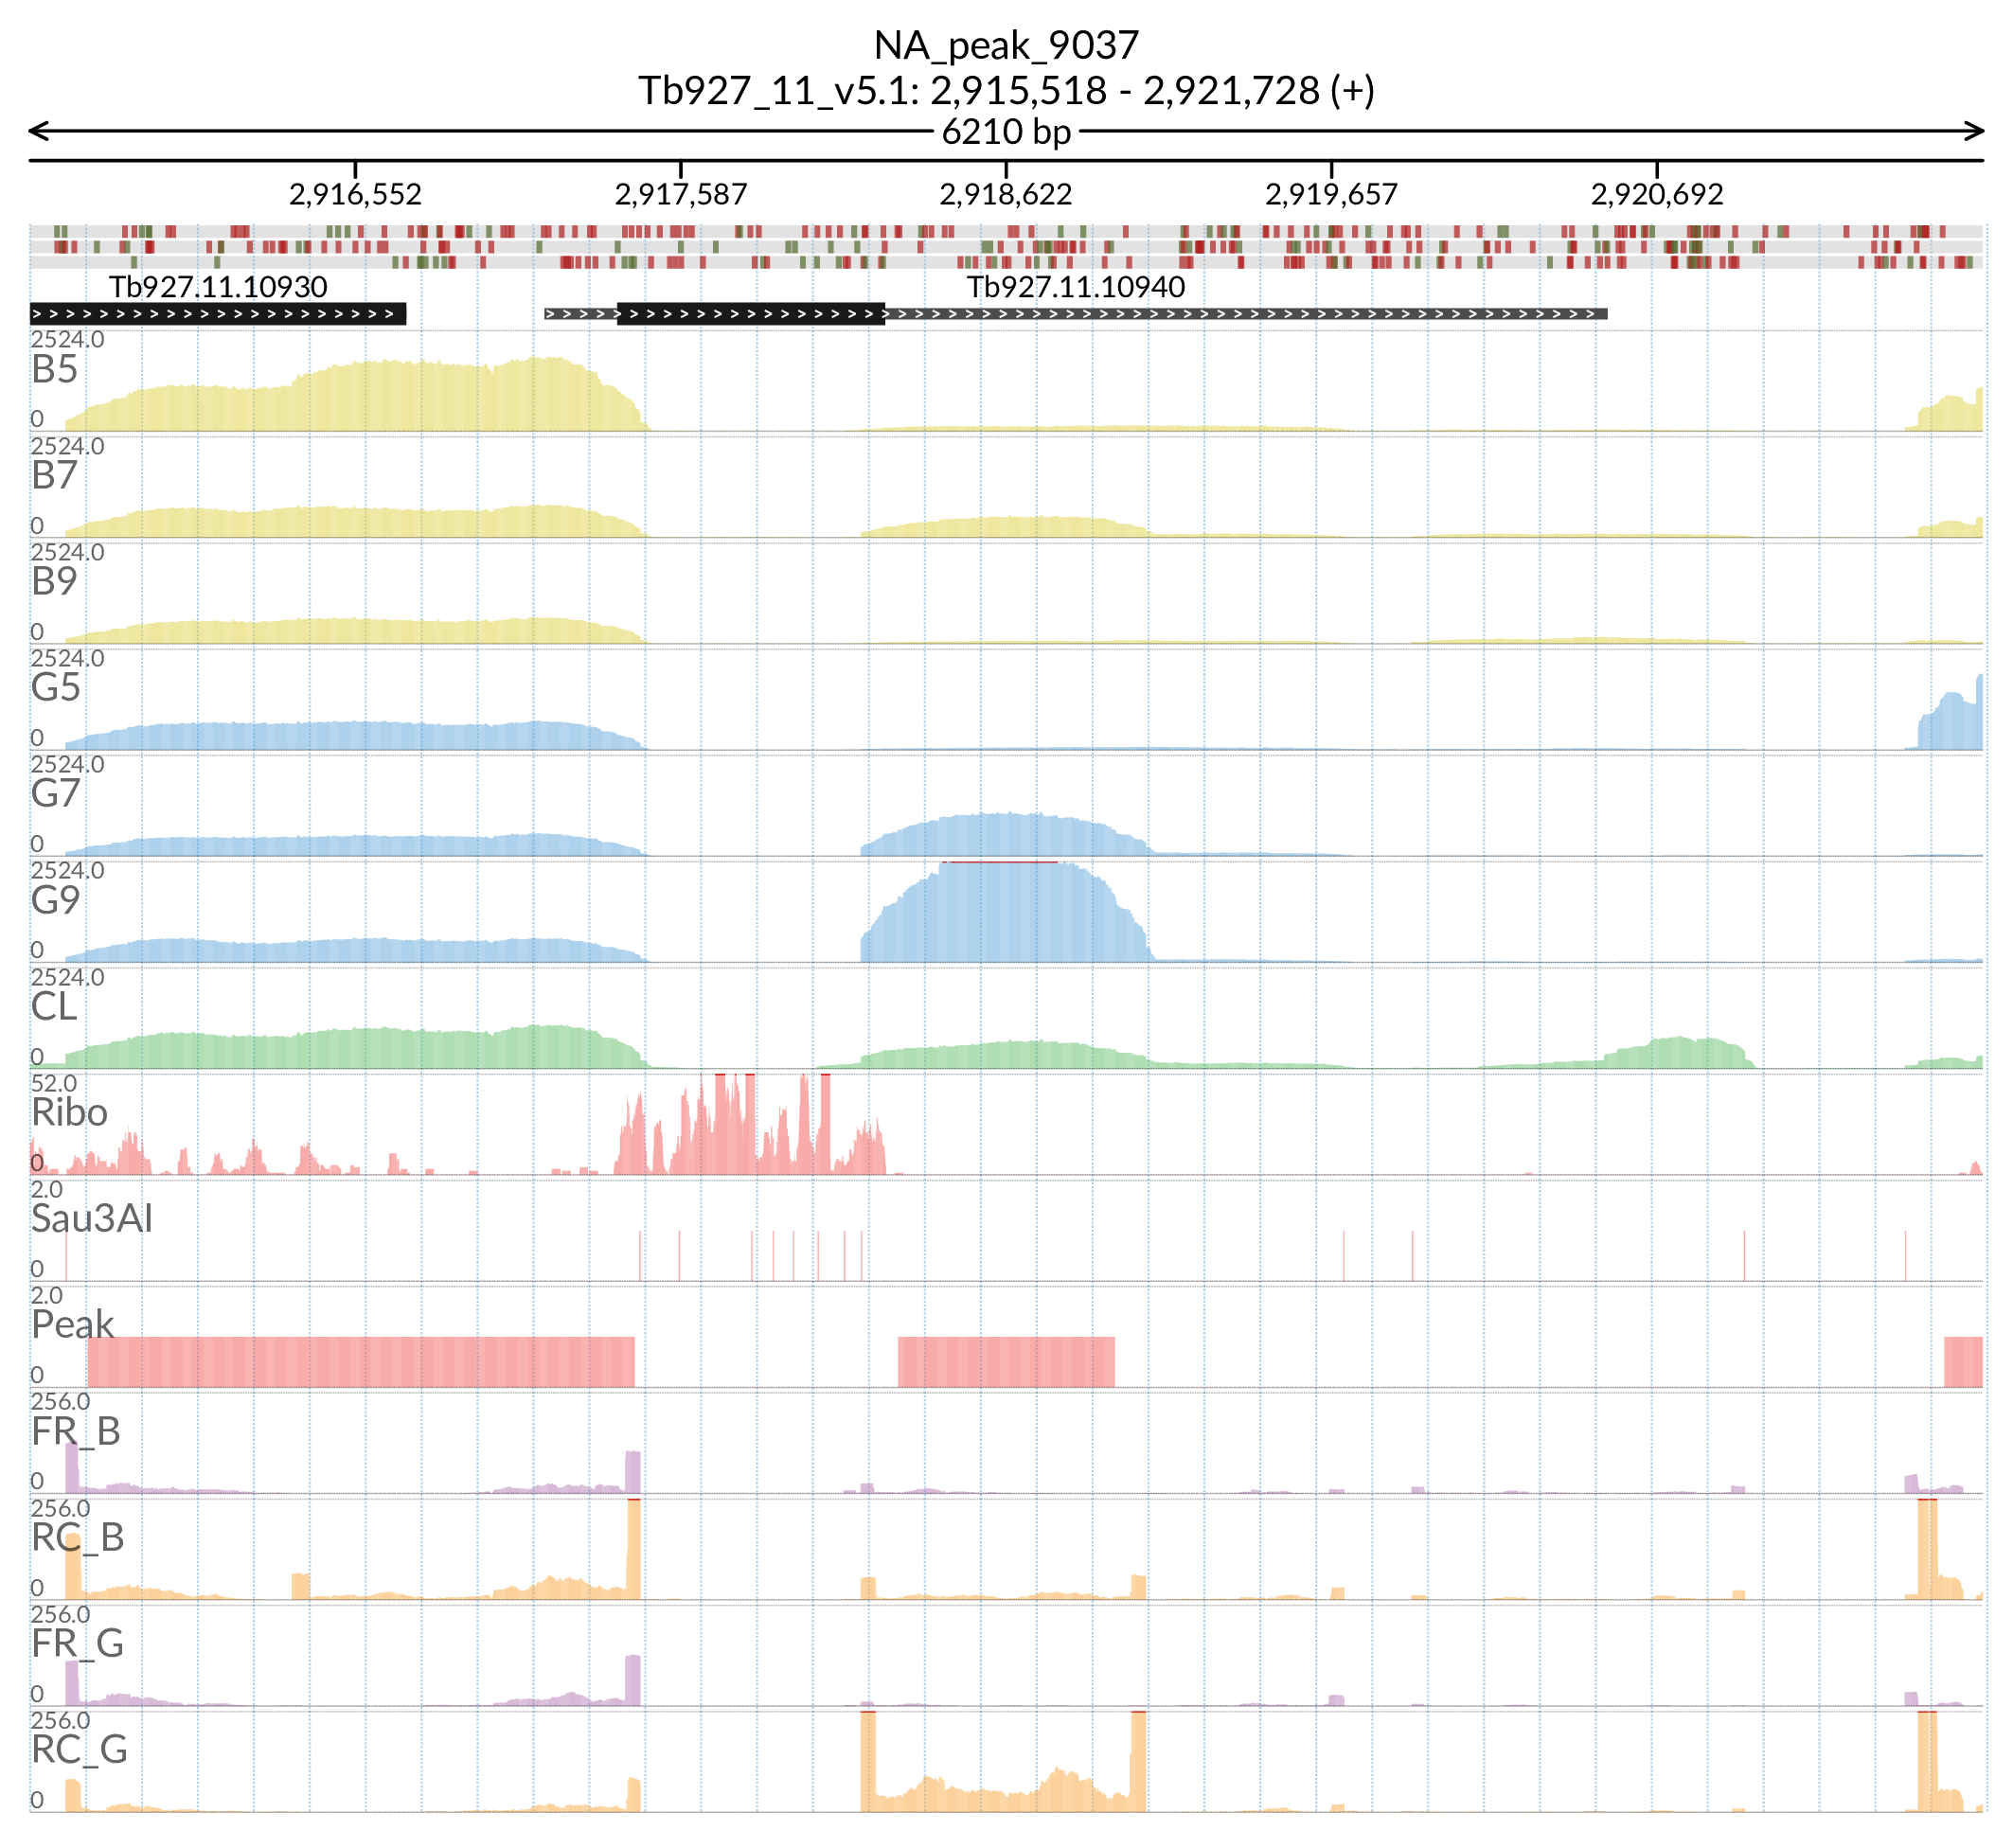 NA_peak_9037
Tb927_11_v5.1: 2,915,518 - 2,921,728 (+)
6210 bp
2,916,552 2,917,587 2,918,622 2,919,657 2,920,692
Tb927.11.10930 Tb927.11.10940
2524.0
B5
0
2524.0
B7
0
2524.0
B9
0
2524.0
G5
0
2524.0
G7
0
2524.0
G9
0
2524.0
CL
0
52.0
Ribo
0
2.0
Sau3AI
0
2.0
Peak
0
256.0
FR_B
0
256.0
RC_B
0
256.0
FR_G
0
256.0
RC_G
0